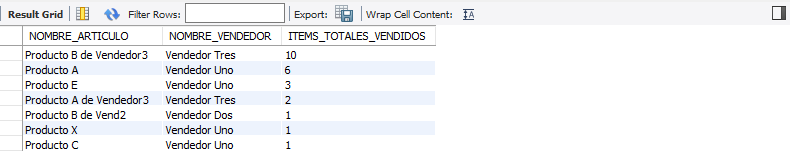 Result Grid Filter Rows: Export: Wrap Cell Content: IA
NOMBRE_ARTICULO NOMBRE_VENDEDOR ITEMS_TOTALES_VENDIDOS
Producto B de Vendedor3 Vendedor Tres 10
Producto A Vendedor Uno 6
Producto E Vendedor Uno 3
Producto A de Vendedor3 Vendedor Tres 2
Producto B de Vend2 Vendedor Dos 1
Producto X Vendedor Uno 1
Producto C Vendedor Uno 1